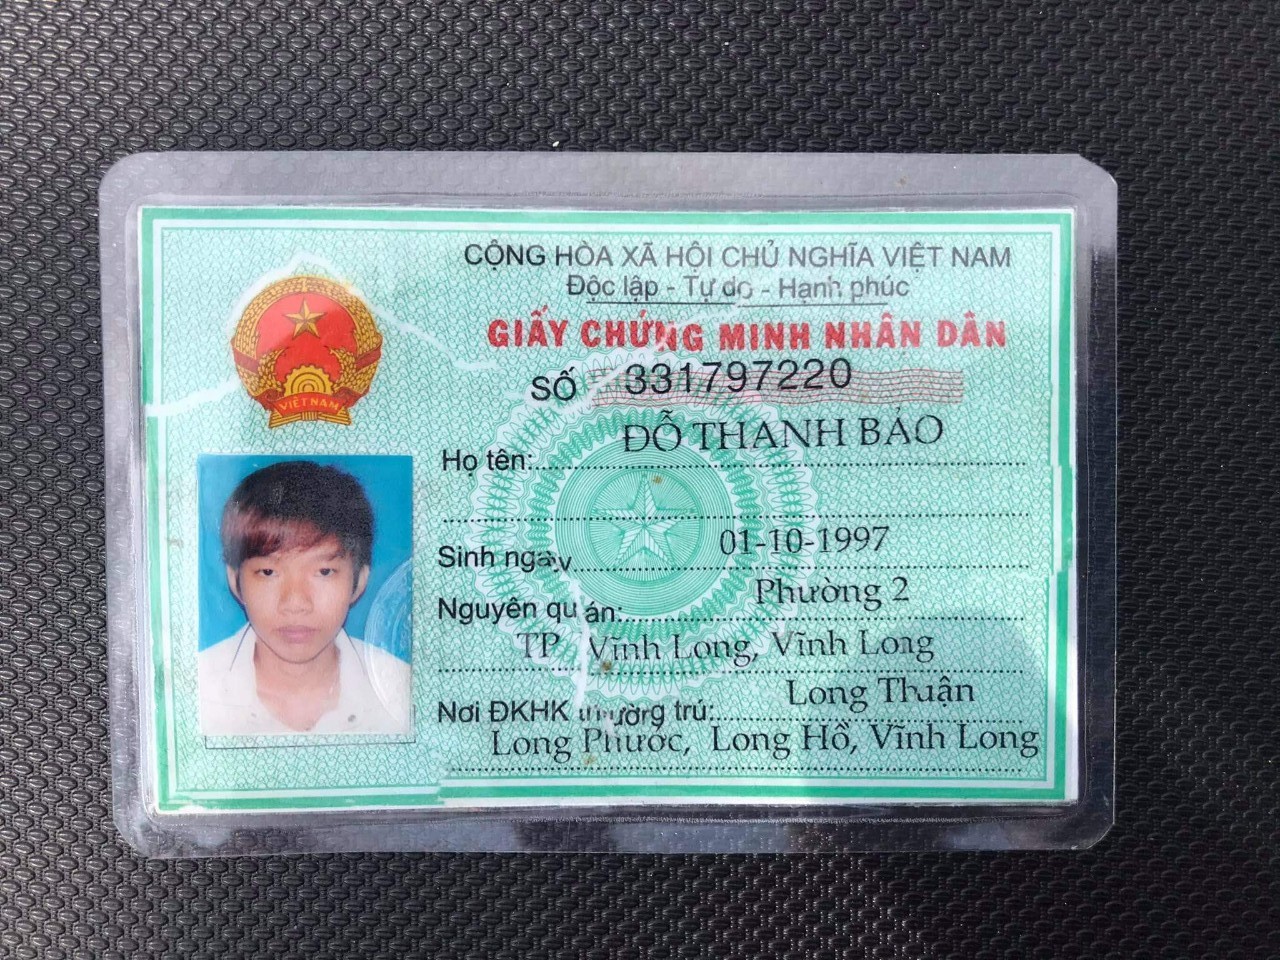 CỘNG HÒA XÃ HỘI CHỦ NGHĨA VIỆT NAM
Độc lập - Tự do - Hạnh phúc
GIẤY CHỨNG MINH NHÂN DÂN
SỐ 331797220
VIỆT NAM
Họ tên: ĐỖ THANH BẢO
Sinh ngày 01-10-1997
Nguyên quán: Phường 2
TP Vĩnh Long, Vĩnh Long
Nơi ĐKHK thường trú: Long Thuận
Long Phước, Long Hồ, Vĩnh Long